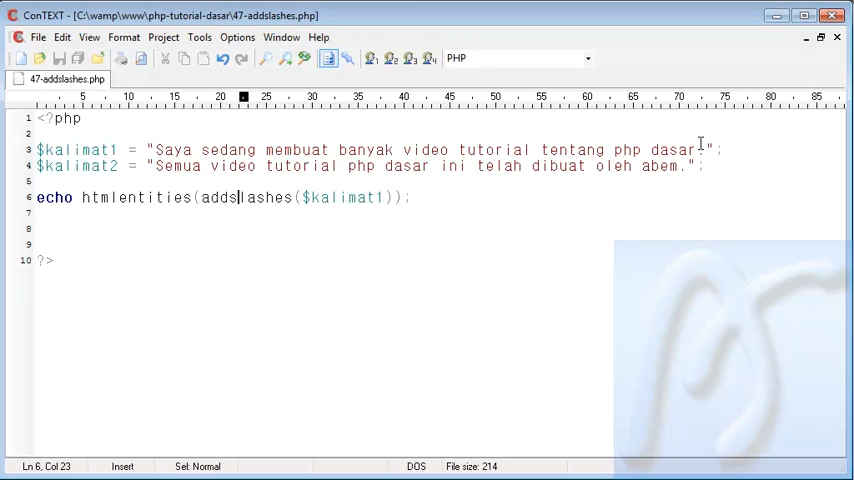 ConTEXT - [C:\wamp\www\php-tutorial-dasar\47-addslashes.php]
File Edit View Format Project Tools Options Window Help
1 2 3 4 PHP
47-addslashes.php
5 10 15 20 25 30 35 40 45 50 55 60 65 70 75 80 85
1 <?php
2
3 $kalimat1 = "Saya sedang membuat banyak video tutorial tentang php dasar.";
4 $kalimat2 = "Semua video tutorial php dasar ini telah dibuat oleh abem.";
5
6 echo htmlentities(addslashes($kalimat1));
7
8
9
10 ?>
Ln 6, Col 23 Insert Sel: Normal DOS File size: 214